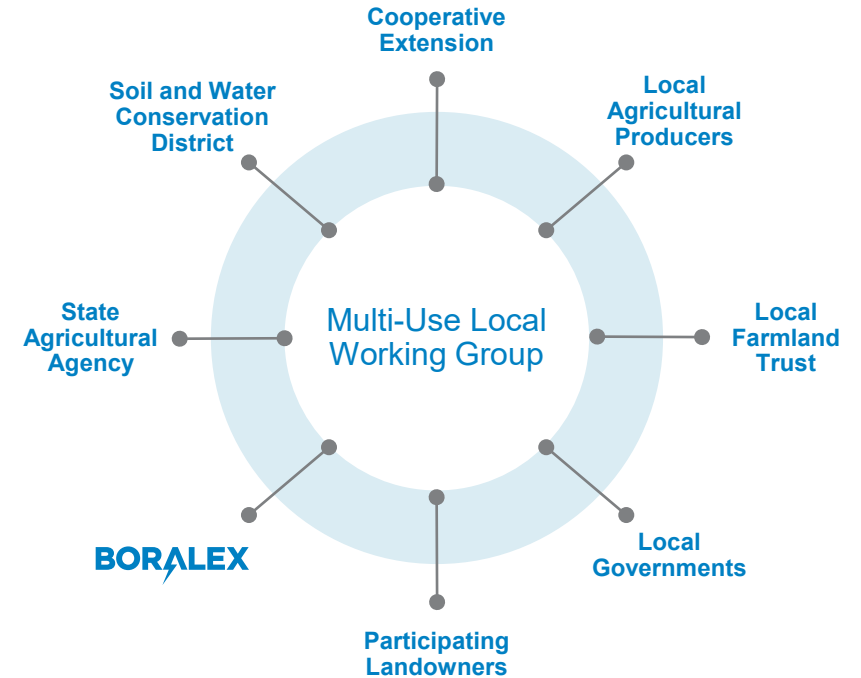 Cooperative
Extension
Local
Agricultural
Producers
Soil and Water
Conservation
District
Multi-Use Local
Working Group
State
Agricultural
Agency
Local
Farmland
Trust
BORALEX
Local
Governments
Participating
Landowners